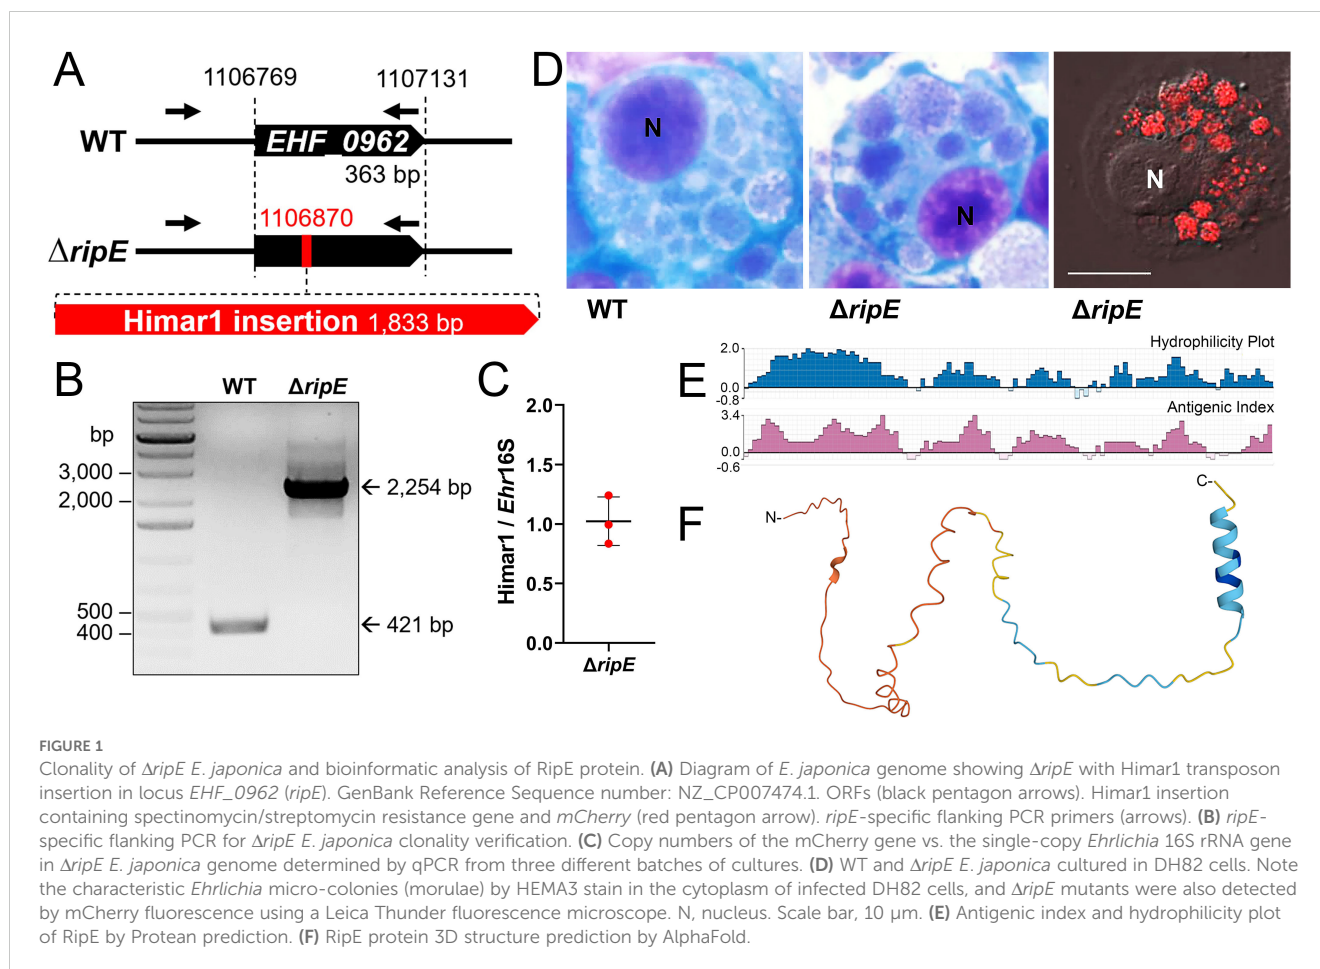 A
1106769
1107131
WT
EHF_0962
363 bp
1106870
ΔripE
Himar1 insertion 1,833 bp
B
WT
ΔripE
bp
3,000
2,000
500
400
← 2,254 bp
← 421 bp
C
Himar1 / Ehr16S
2.0
1.5
1.0
0.5
0.0
ΔripE
D
N
N
N
WT
ΔripE
ΔripE
E
Hydrophilicity Plot
2.0
0.0
-0.8
Antigenic Index
3.4
0.0
-0.6
F
N-
C-
FIGURE 1
Clonality of ΔripE E. japonica and bioinformatic analysis of RipE protein. (A) Diagram of E. japonica genome showing ΔripE with Himar1 transposon
insertion in locus EHF_0962 (ripE). GenBank Reference Sequence number: NZ_CP007474.1. ORFs (black pentagon arrows). Himar1 insertion
containing spectinomycin/streptomycin resistance gene and mCherry (red pentagon arrow). ripE-specific flanking PCR primers (arrows). (B) ripE-
specific flanking PCR for ΔripE E. japonica clonality verification. (C) Copy numbers of the mCherry gene vs. the single-copy Ehrlichia 16S rRNA gene
in ΔripE E. japonica genome determined by qPCR from three different batches of cultures. (D) WT and ΔripE E. japonica cultured in DH82 cells. Note
the characteristic Ehrlichia micro-colonies (morulae) by HEMA3 stain in the cytoplasm of infected DH82 cells, and ΔripE mutants were also detected
by mCherry fluorescence using a Leica Thunder fluorescence microscope. N, nucleus. Scale bar, 10 μm. (E) Antigenic index and hydrophilicity plot
of RipE by Protean prediction. (F) RipE protein 3D structure prediction by AlphaFold.